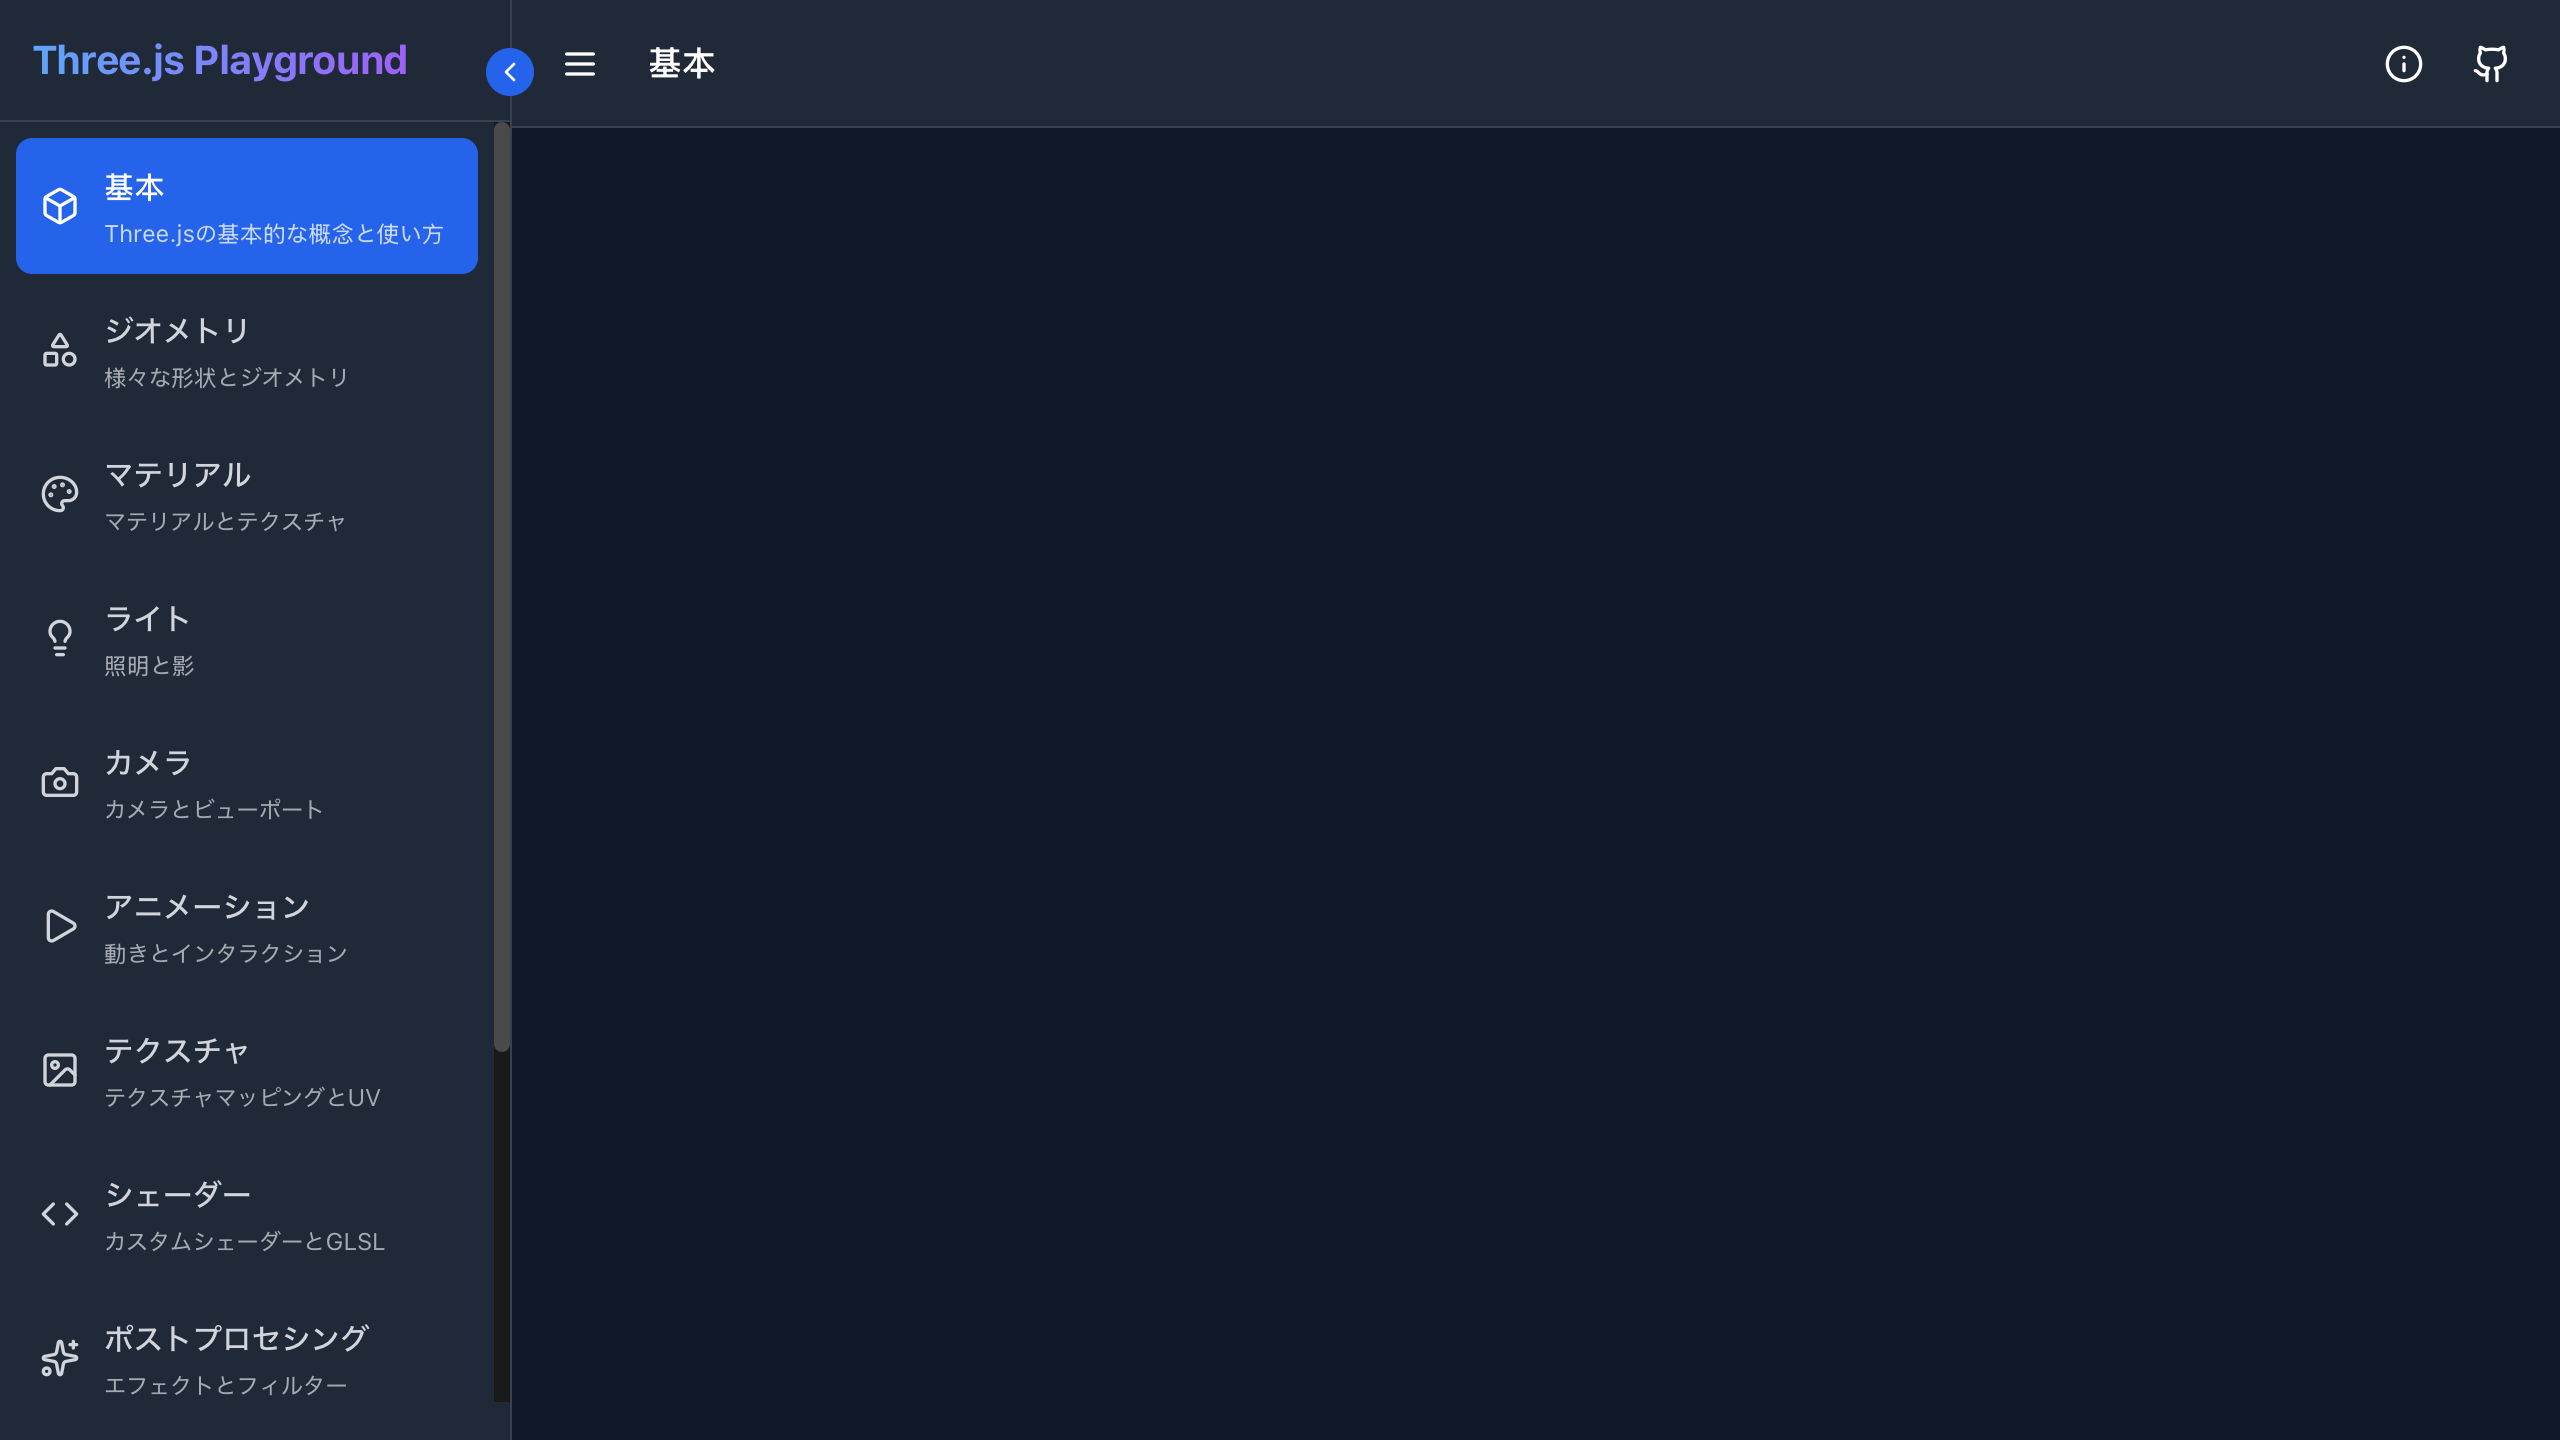 Three.js Playground
基本
基本
Three.jsの基本的な概念と使い方
ジオメトリ
様々な形状とジオメトリ
マテリアル
マテリアルとテクスチャ
ライト
照明と影
カメラ
カメラとビューポート
アニメーション
動きとインタラクション
テクスチャ
テクスチャマッピングとUV
シェーダー
カスタムシェーダーとGLSL
ポストプロセシング
エフェクトとフィルター